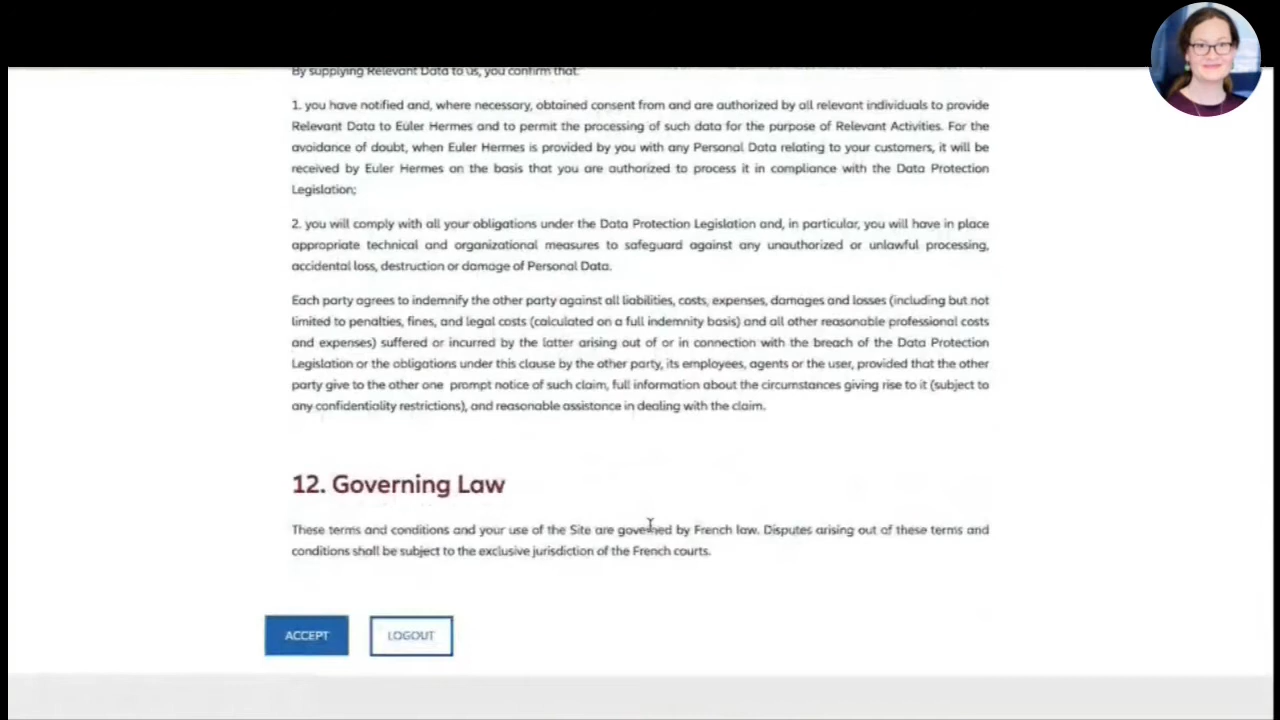 By supplying Relevant Data to us, you confirm that:
1. you have notified and, where necessary, obtained consent from and are authorized by all relevant individuals to provide
Relevant Data to Euler Hermes and to permit the processing of such data for the purpose of Relevant Activities. For the
avoidance of doubt, when Euler Hermes is provided by you with any Personal Data relating to your customers, it will be
received by Euler Hermes on the basis that you are authorized to process it in compliance with the Data Protection
Legislation;
2. you will comply with all your obligations under the Data Protection Legislation and, in particular, you will have in place
appropriate technical and organizational measures to safeguard against any unauthorized or unlawful processing,
accidental loss, destruction or damage of Personal Data.
Each party agrees to indemnify the other party against all liabilities, costs, expenses, damages and losses (including but not
limited to penalties, fines, and legal costs (calculated on a full indemnity basis) and all other reasonable professional costs
and expenses) suffered or incurred by the latter arising out of or in connection with the breach of the Data Protection
Legislation or the obligations under this clause by the other party, its employees, agents or the user, provided that the other
party give to the other one prompt notice of such claim, full information about the circumstances giving rise to it (subject to
any confidentiality restrictions), and reasonable assistance in dealing with the claim.
12. Governing Law
These terms and conditions and your use of the Site are governed by French law. Disputes arising out of these terms and
conditions shall be subject to the exclusive jurisdiction of the French courts.
ACCEPT LOGOUT